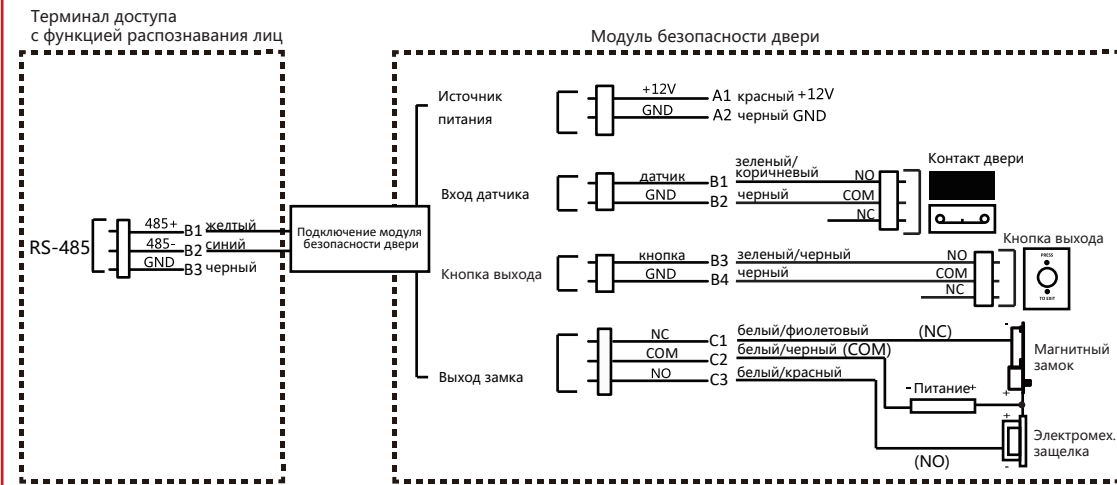 Терминал доступа
с функцией распознавания лиц
Модуль безопасности двери
Источник
питания
+12V
A1 красный +12V
GND
A2 черный GND
Вход датчика
датчик
B1
зеленый/
коричневый
NO
GND
B2
черный
COM
NC
Контакт двери
RS-485
485+
B1 желтый
485-
B2 синий
GND
B3 черный
Подключение модуля
безопасности двери
Кнопка выхода
кнопка
B3
зеленый/черный
NO
GND
B4
черный
COM
NC
Кнопка выхода
PRESS
TO EXIT
Выход замка
NC
C1
белый/фиолетовый
(NC)
COM
C2
белый/черный (COM)
NO
C3
белый/красный
(NO)
-
Магнитный
замок
+
- Питание+
+
Электромех.
защелка
-